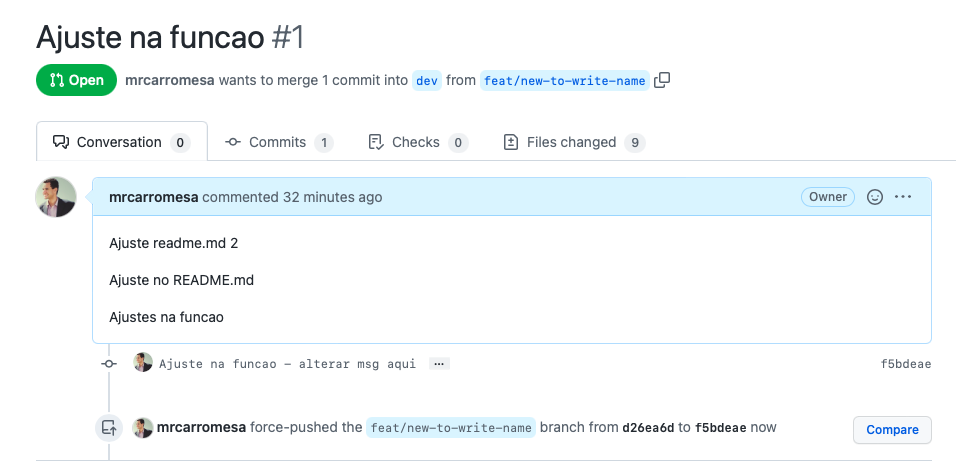 Ajuste na funcao #1
Open mrcarromesa wants to merge 1 commit into dev from feat/new-to-write-name
Conversation 0 Commits 1 Checks 0 Files changed 9
mrcarromesa commented 32 minutes ago Owner ...
Ajuste readme.md 2
Ajuste no README.md
Ajustes na funcao
Ajuste na funcao – alterar msg aqui ... f5bdeae
mrcarromesa force-pushed the feat/new-to-write-name branch from d26ea6d to f5bdeae now Compare